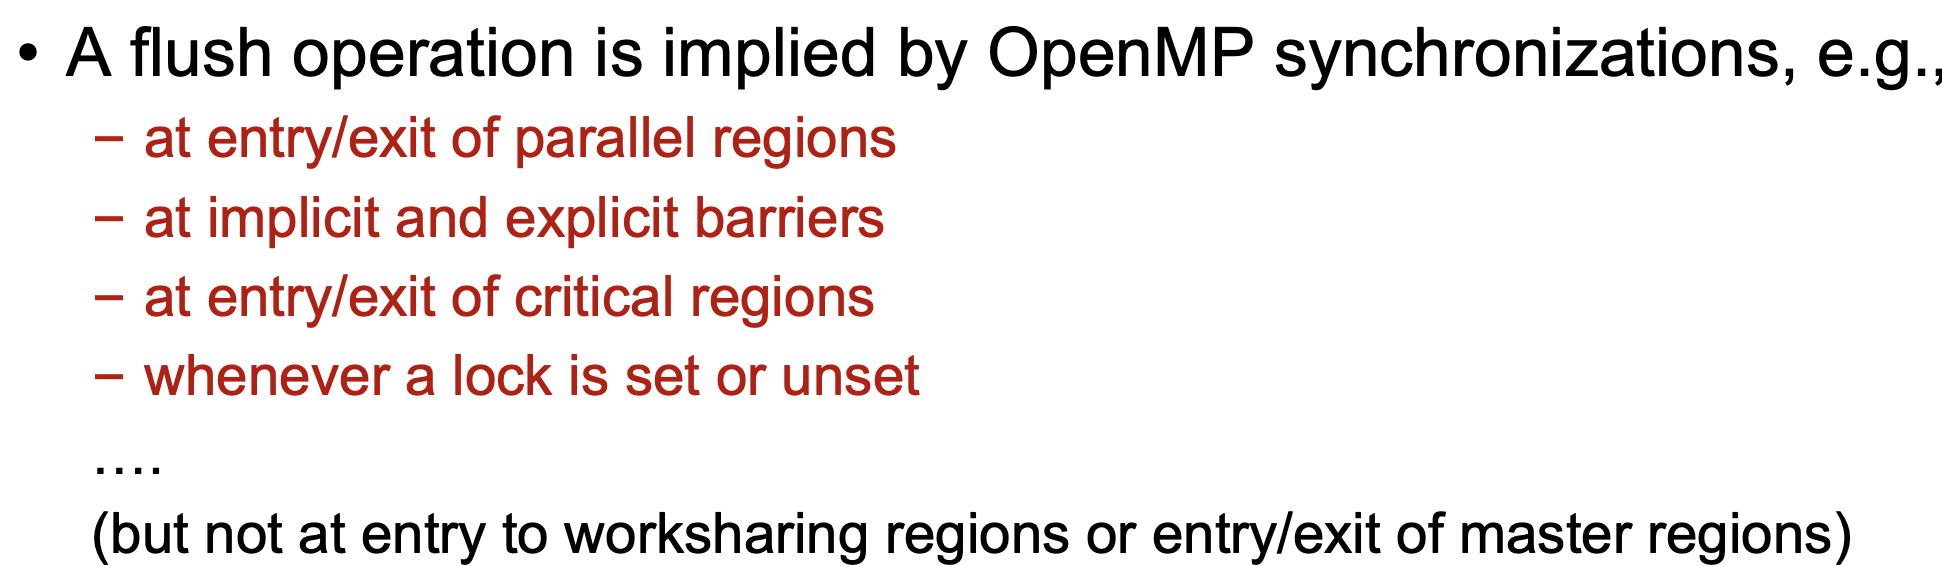 • A flush operation is implied by OpenMP synchronizations, e.g.,
– at entry/exit of parallel regions
– at implicit and explicit barriers
– at entry/exit of critical regions
– whenever a lock is set or unset
....
(but not at entry to worksharing regions or entry/exit of master regions)